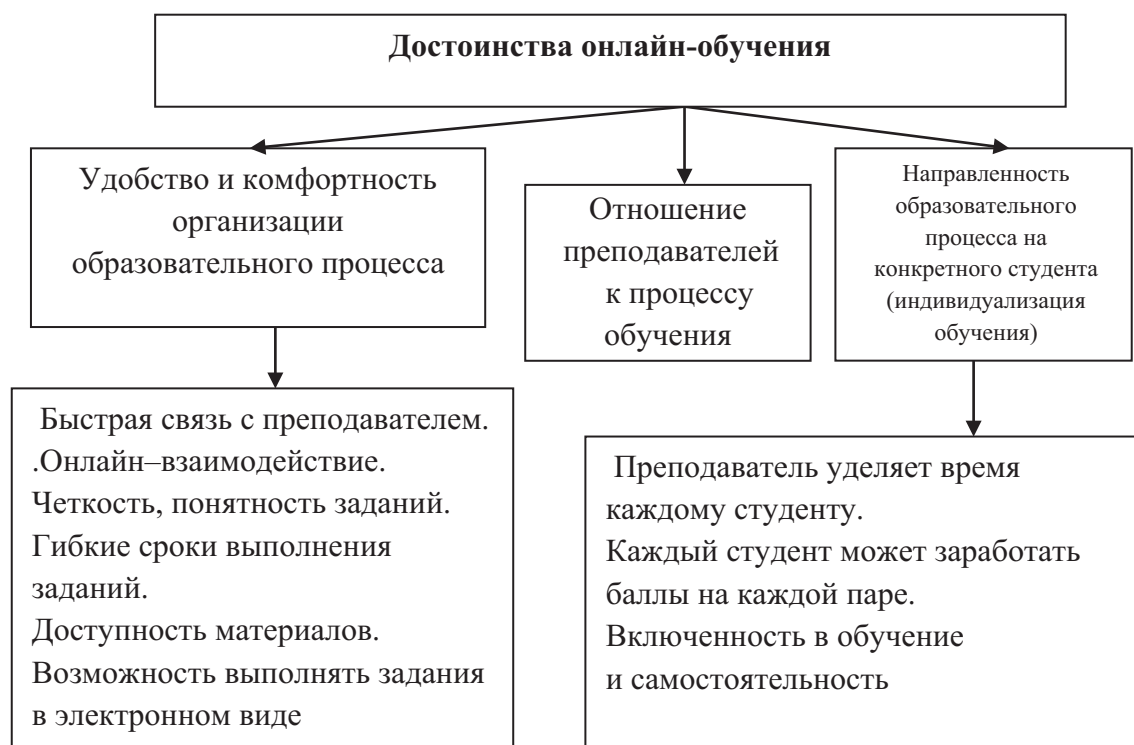 Достоинства онлайн-обучения
Удобство и комфортность
организации
образовательного процесса
Отношение
преподавателей
к процессу
обучения
Направленность
образовательного
процесса на
конкретного студента
(индивидуализация
обучения)
Быстрая связь с преподавателем.
.Онлайн–взаимодействие.
Четкость, понятность заданий.
Гибкие сроки выполнения
заданий.
Доступность материалов.
Возможность выполнять задания
в электронном виде
Преподаватель уделяет время
каждому студенту.
Каждый студент может заработать
баллы на каждой паре.
Включенность в обучение
и самостоятельность